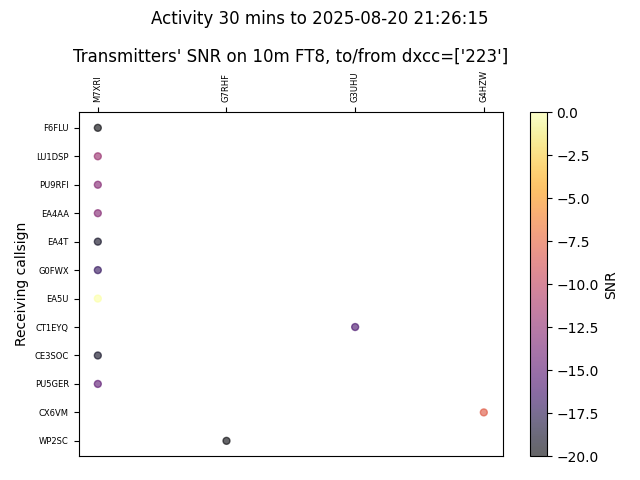 Activity 30 mins to 2025-08-20 21:26:15
Transmitters' SNR on 10m FT8, to/from dxcc=['223']
M7XRI
G7RHF
G3UHU
G4HZW
Receiving callsign
F6FLU
LU1DSP
PU9RFI
EA4AA
EA4T
G0FWX
EA5U
CT1EYQ
CE3SOC
PU5GER
CX6VM
WP2SC
0.0
−2.5
−5.0
−7.5
−10.0
−12.5
−15.0
−17.5
−20.0
SNR